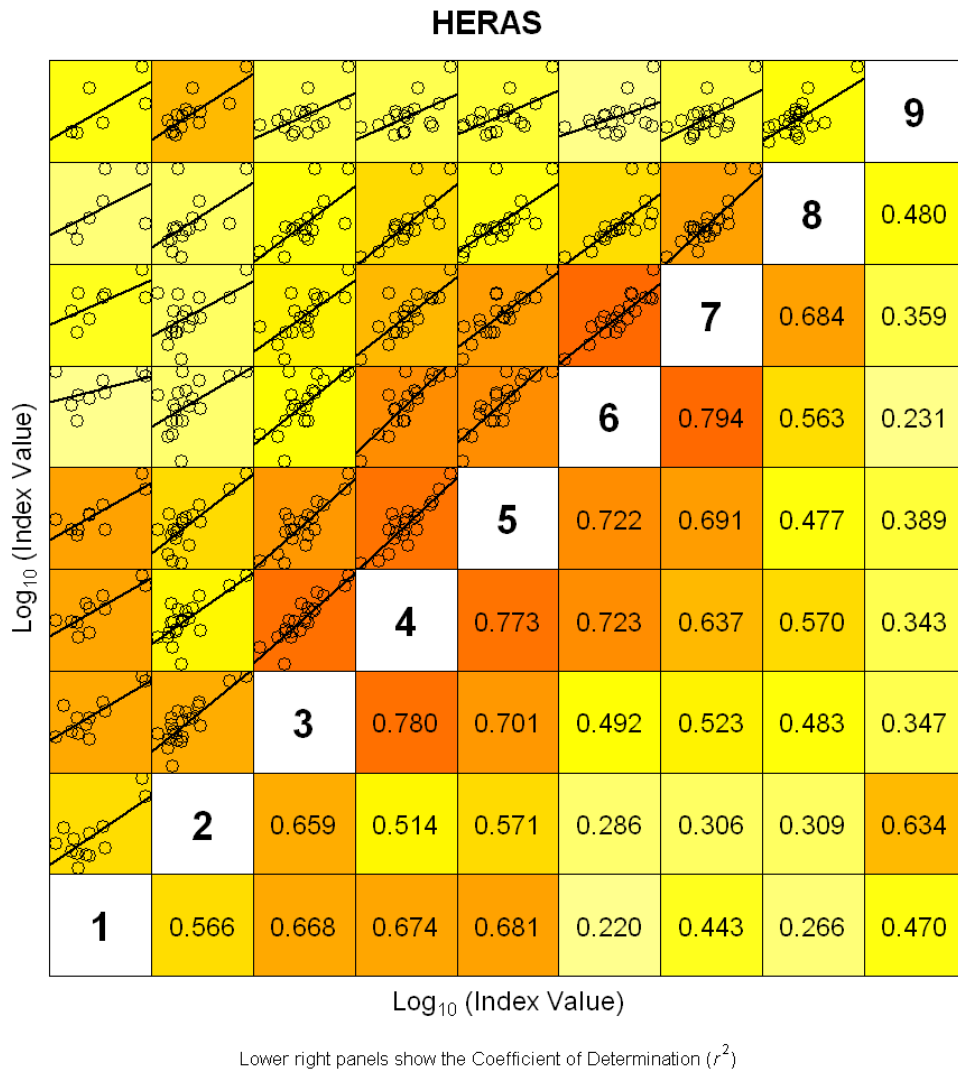 HERAS
9
8 0.480
7 0.684 0.359
6 0.794 0.563 0.231
5 0.722 0.691 0.477 0.389
4 0.773 0.723 0.637 0.570 0.343
3 0.780 0.701 0.492 0.523 0.483 0.347
2 0.659 0.514 0.571 0.286 0.306 0.309 0.634
1 0.566 0.668 0.674 0.681 0.220 0.443 0.266 0.470
Log₁₀ (Index Value)
Log₁₀ (Index Value)
Lower right panels show the Coefficient of Determination (r²)